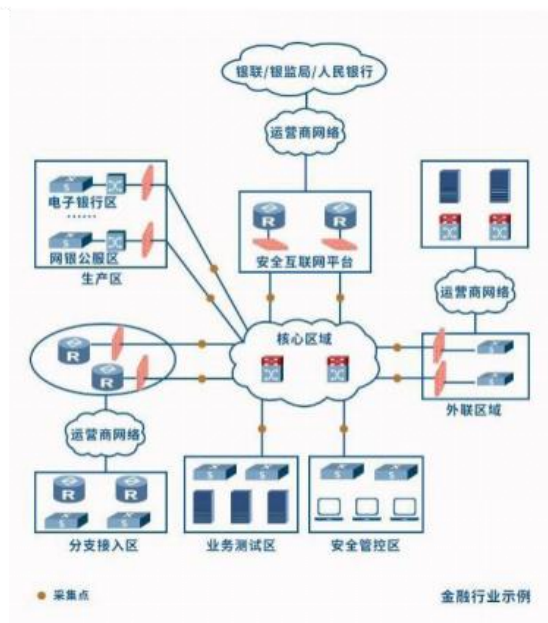 银联/银监局/人民银行
运营商网络
电子银行区
......
网银公服区
生产区
R
R
安全互联网平台
运营商网络
核心区域
R
R
外联区域
运营商网络
R
R
S
S
S
S
分支接入区
业务测试区
安全管控区
采集点
金融行业示例